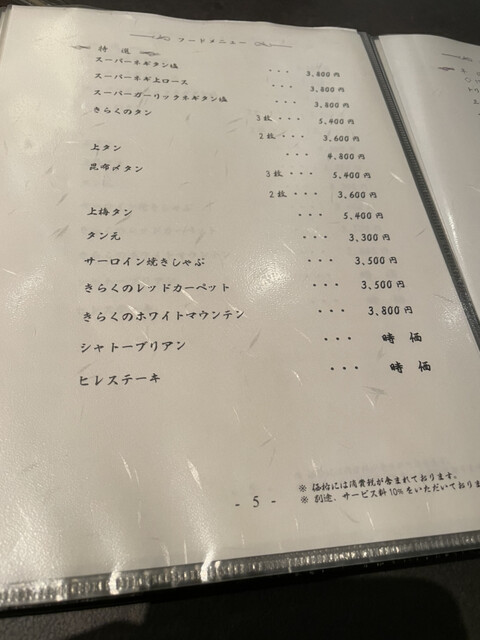 フードメニュー
特選
スーパーネギタン塩 ・・・ 3,800円
スーパーネギ上ロース ・・・ 3,800円
スーパーガーリックネギタン塩 ・・・ 3,800円
きらくのタン 3枚・・・ 5,400円
2枚・・・ 3,600円
上タン ・・・ 4,800円
昆布〆タン 3枚 ・・・ 5,400円
2枚 ・・・ 3,600円
上梅タン ・・・ 5,400円
タン元 ・・・ 3,300円
サーロイン焼きしゃぶ ・・・ 3,500円
きらくのレッドカーペット ・・・ 3,500円
きらくのホワイトマウンテン ・・・ 3,800円
シャトーブリアン ・・・ 時価
ヒレステーキ ・・・ 時価
※ 価格には消費税が含まれております。
※ 別途、サービス料10%をいただいておりま
- 5 -